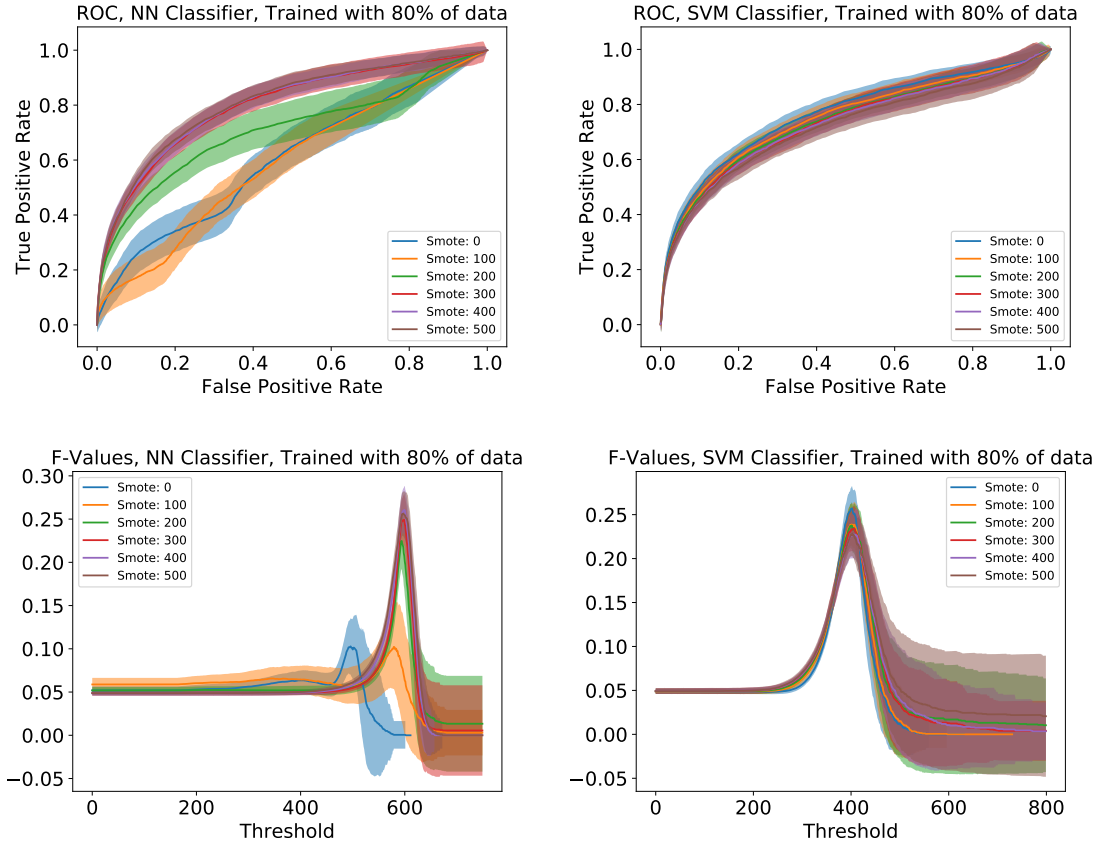 ROC, NN Classifier, Trained with 80% of data
1.0
0.8
0.6
0.4
0.2
0.0
True Positive Rate
Smote: 0
Smote: 100
Smote: 200
Smote: 300
Smote: 400
Smote: 500
0.0 0.2 0.4 0.6 0.8 1.0
False Positive Rate
ROC, SVM Classifier, Trained with 80% of data
1.0
0.8
0.6
0.4
0.2
0.0
True Positive Rate
Smote: 0
Smote: 100
Smote: 200
Smote: 300
Smote: 400
Smote: 500
0.0 0.2 0.4 0.6 0.8 1.0
False Positive Rate
F-Values, NN Classifier, Trained with 80% of data
0.30
0.25
0.20
0.15
0.10
0.05
0.00
−0.05
Smote: 0
Smote: 100
Smote: 200
Smote: 300
Smote: 400
Smote: 500
0 200 400 600
Threshold
F-Values, SVM Classifier, Trained with 80% of data
0.25
0.20
0.15
0.10
0.05
0.00
−0.05
Smote: 0
Smote: 100
Smote: 200
Smote: 300
Smote: 400
Smote: 500
0 200 400 600 800
Threshold